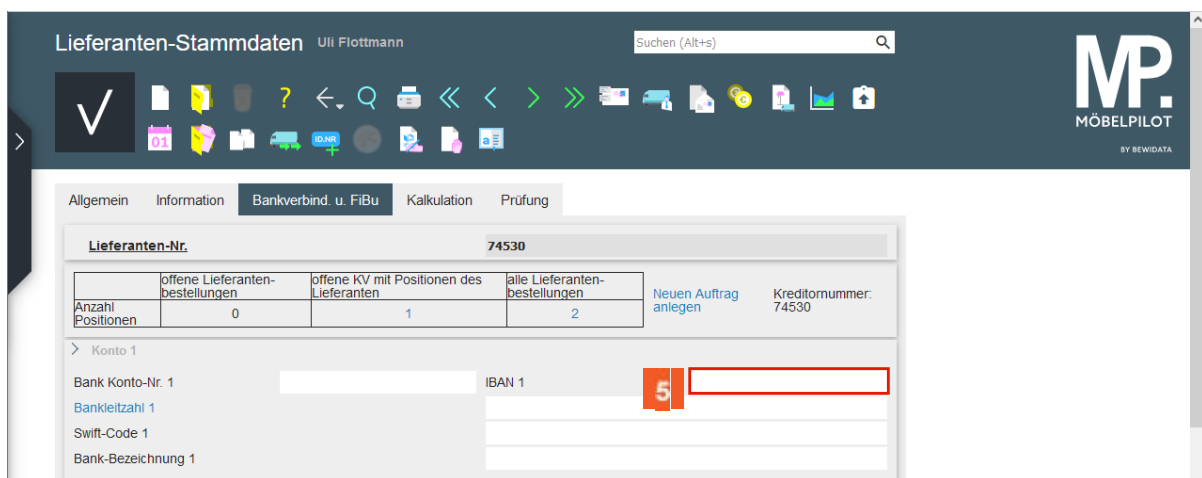 Lieferanten-Stammdaten Uli Flottmann Suchen (Alt+s)
MP.
MÖBELPILOT
BY BEWIDATA
?
01 ID.NR a
Allgemein Information Bankverbind. u. FiBu Kalkulation Prüfung
Lieferanten-Nr. 74530
offene Lieferanten-bestellungen offene KV mit Positionen des Lieferanten alle Lieferanten-bestellungen
Neuen Auftrag anlegen Kreditornummer: 74530
Anzahl Positionen 0 1 2
Konto 1
Bank Konto-Nr. 1 IBAN 1 5
Bankleitzahl 1
Swift-Code 1
Bank-Bezeichnung 1